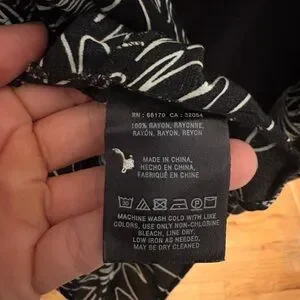 RN : 66170 CA : 32054
100% RAYON, RAYONNE,
RAYÓN, RAYON, REYON
MADE IN CHINA,
HECHO EN CHINA,
FABRIQUÉ EN CHINE
MACHINE WASH COLD WITH LIKE
COLORS, USE ONLY NON-CHLORINE
BLEACH, LINE DRY,
LOW IRON AS NEEDED,
MAY BE DRY CLEANED